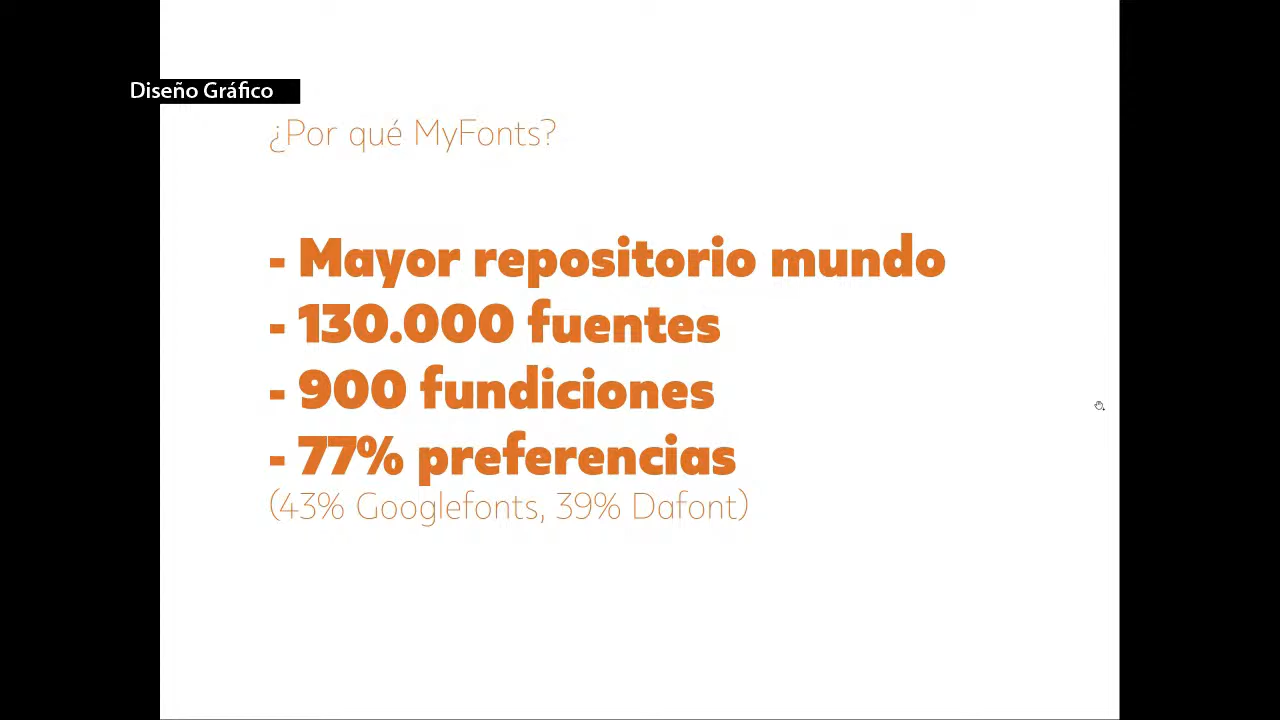 Diseño Gráfico
¿Por qué MyFonts?
- Mayor repositorio mundo
- 130.000 fuentes
- 900 fundiciones
- 77% preferencias
(43% Googlefonts, 39% Dafont)